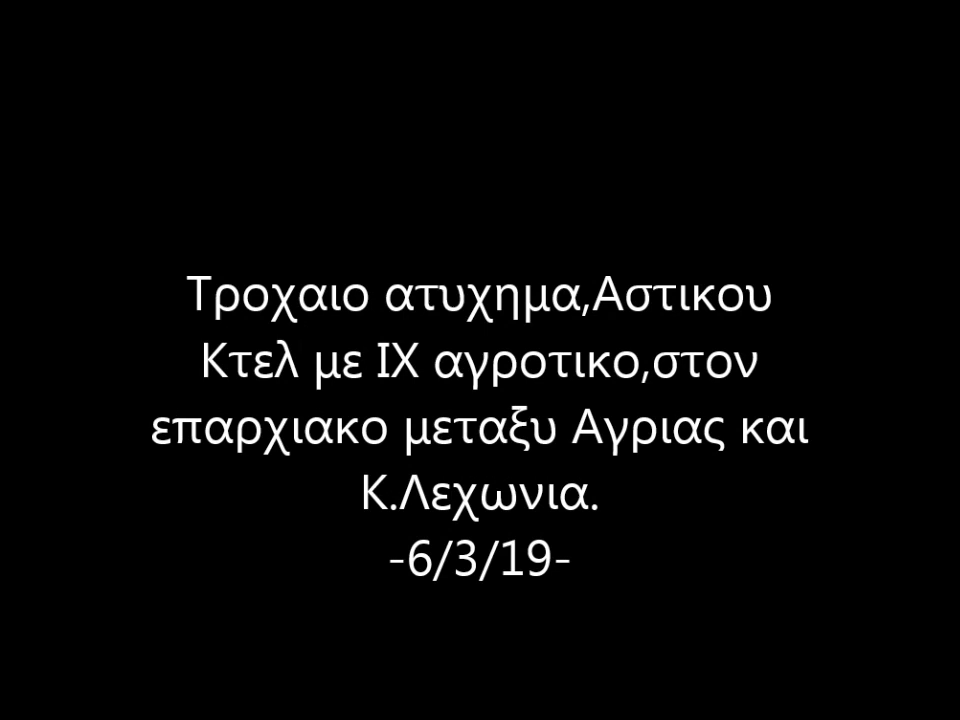 Τροχαιο ατυχημα,Αστικου
Κτελ με ΙΧ αγροτικο,στον
επαρχιακο μεταξυ Αγριας και
Κ.Λεχωνια.
-6/3/19-